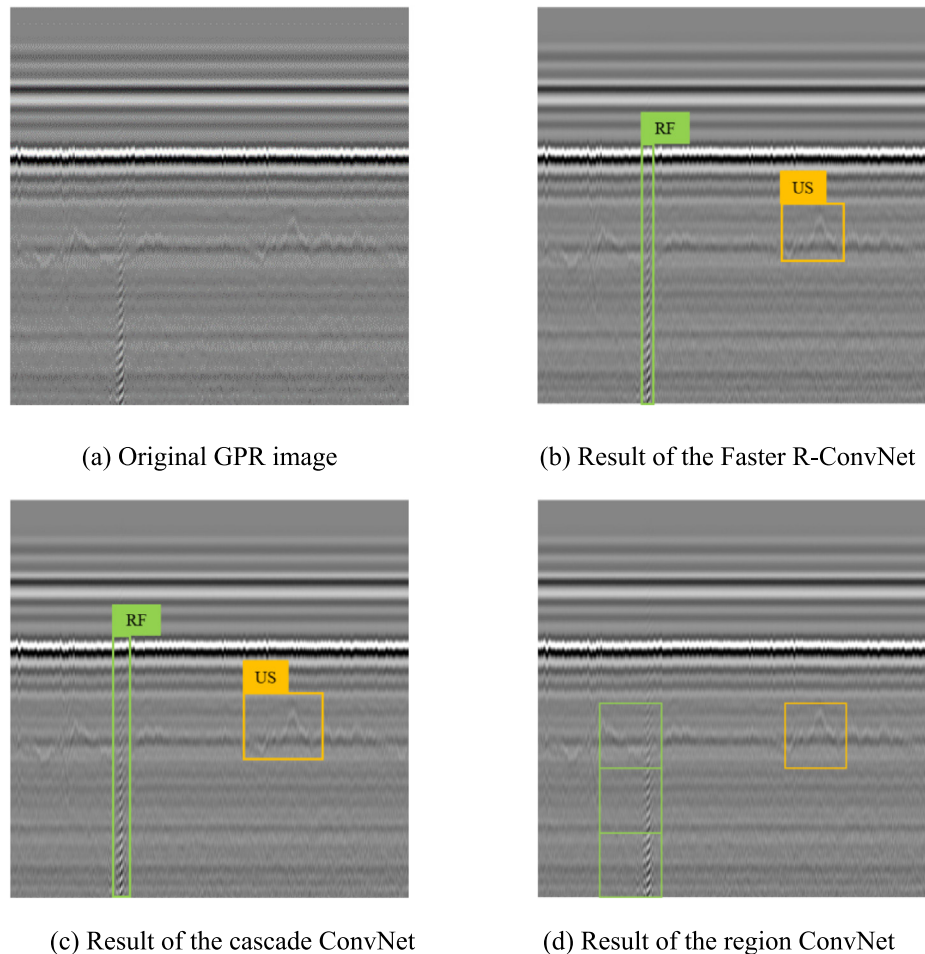 RF
US
(a) Original GPR image
(b) Result of the Faster R-ConvNet
RF
US
(c) Result of the cascade ConvNet
(d) Result of the region ConvNet